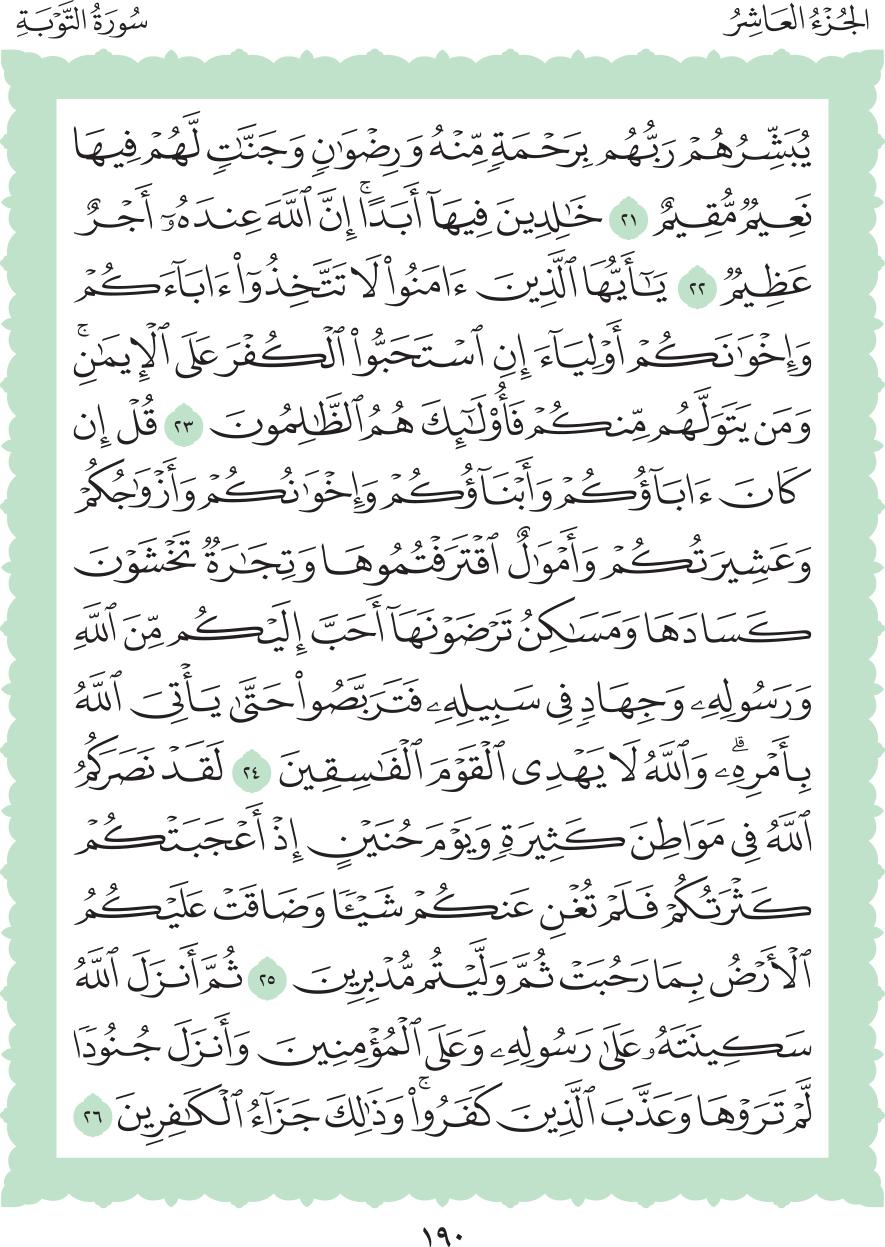 الجُزْءُ العَاشِرُ
سُورَةُ التَّوْبَةِ
يُبَشِّرُهُمْ رَبُّهُم بِرَحْمَةٍ مِّنْهُ وَرِضْوَٰنٍ وَجَنَّٰتٍ لَّهُمْ فِيهَا
نَعِيمٌ مُّقِيمٌ ٢١ خَٰلِدِينَ فِيهَآ أَبَدًاۚ إِنَّ ٱللَّهَ عِندَهُۥٓ أَجْرٌ
عَظِيمٌ ٢٢ يَٰٓأَيُّهَا ٱلَّذِينَ ءَامَنُوا۟ لَا تَتَّخِذُوٓا۟ ءَابَآءَكُمْ
وَإِخْوَٰنَكُمْ أَوْلِيَآءَ إِنِ ٱسْتَحَبُّوا۟ ٱلْكُفْرَ عَلَى ٱلْإِيمَٰنِۚ
وَمَن يَتَوَلَّهُم مِّنكُمْ فَأُو۟لَٰٓئِكَ هُمُ ٱلظَّٰلِمُونَ ٢٣ قُلْ إِن
كَانَ ءَابَآؤُكُمْ وَأَبْنَآؤُكُمْ وَإِخْوَٰنُكُمْ وَأَزْوَٰجُكُمْ
وَعَشِيرَتُكُمْ وَأَمْوَٰلٌ ٱقْتَرَفْتُمُوهَا وَتِجَٰرَةٌ تَخْشَوْنَ
كَسَادَهَا وَمَسَٰكِنُ تَرْضَوْنَهَآ أَحَبَّ إِلَيْكُم مِّنَ ٱللَّهِ
وَرَسُولِهِۦ وَجِهَادٍ فِى سَبِيلِهِۦ فَتَرَبَّصُوا۟ حَتَّىٰ يَأْتِىَ ٱللَّهُ
بِأَمْرِهِۦۗ وَٱللَّهُ لَا يَهْدِى ٱلْقَوْمَ ٱلْفَٰسِقِينَ ٢٤ لَقَدْ نَصَرَكُمُ
ٱللَّهُ فِى مَوَاطِنَ كَثِيرَةٍ وَيَوْمَ حُنَيْنٍ إِذْ أَعْجَبَتْكُمْ
كَثْرَتُكُمْ فَلَمْ تُغْنِ عَنكُمْ شَيْـًٔا وَضَاقَتْ عَلَيْكُمُ
ٱلْأَرْضُ بِمَا رَحُبَتْ ثُمَّ وَلَّيْتُم مُّدْبِرِينَ ٢٥ ثُمَّ أَنزَلَ ٱللَّهُ
سَكِينَتَهُۥ عَلَىٰ رَسُولِهِۦ وَعَلَى ٱلْمُؤْمِنِينَ وَأَنزَلَ جُنُودًا
لَّمْ تَرَوْهَا وَعَذَّبَ ٱلَّذِينَ كَفَرُوا۟ۚ وَذَٰلِكَ جَزَآءُ ٱلْكَٰفِرِينَ ٢٦
١٩٠